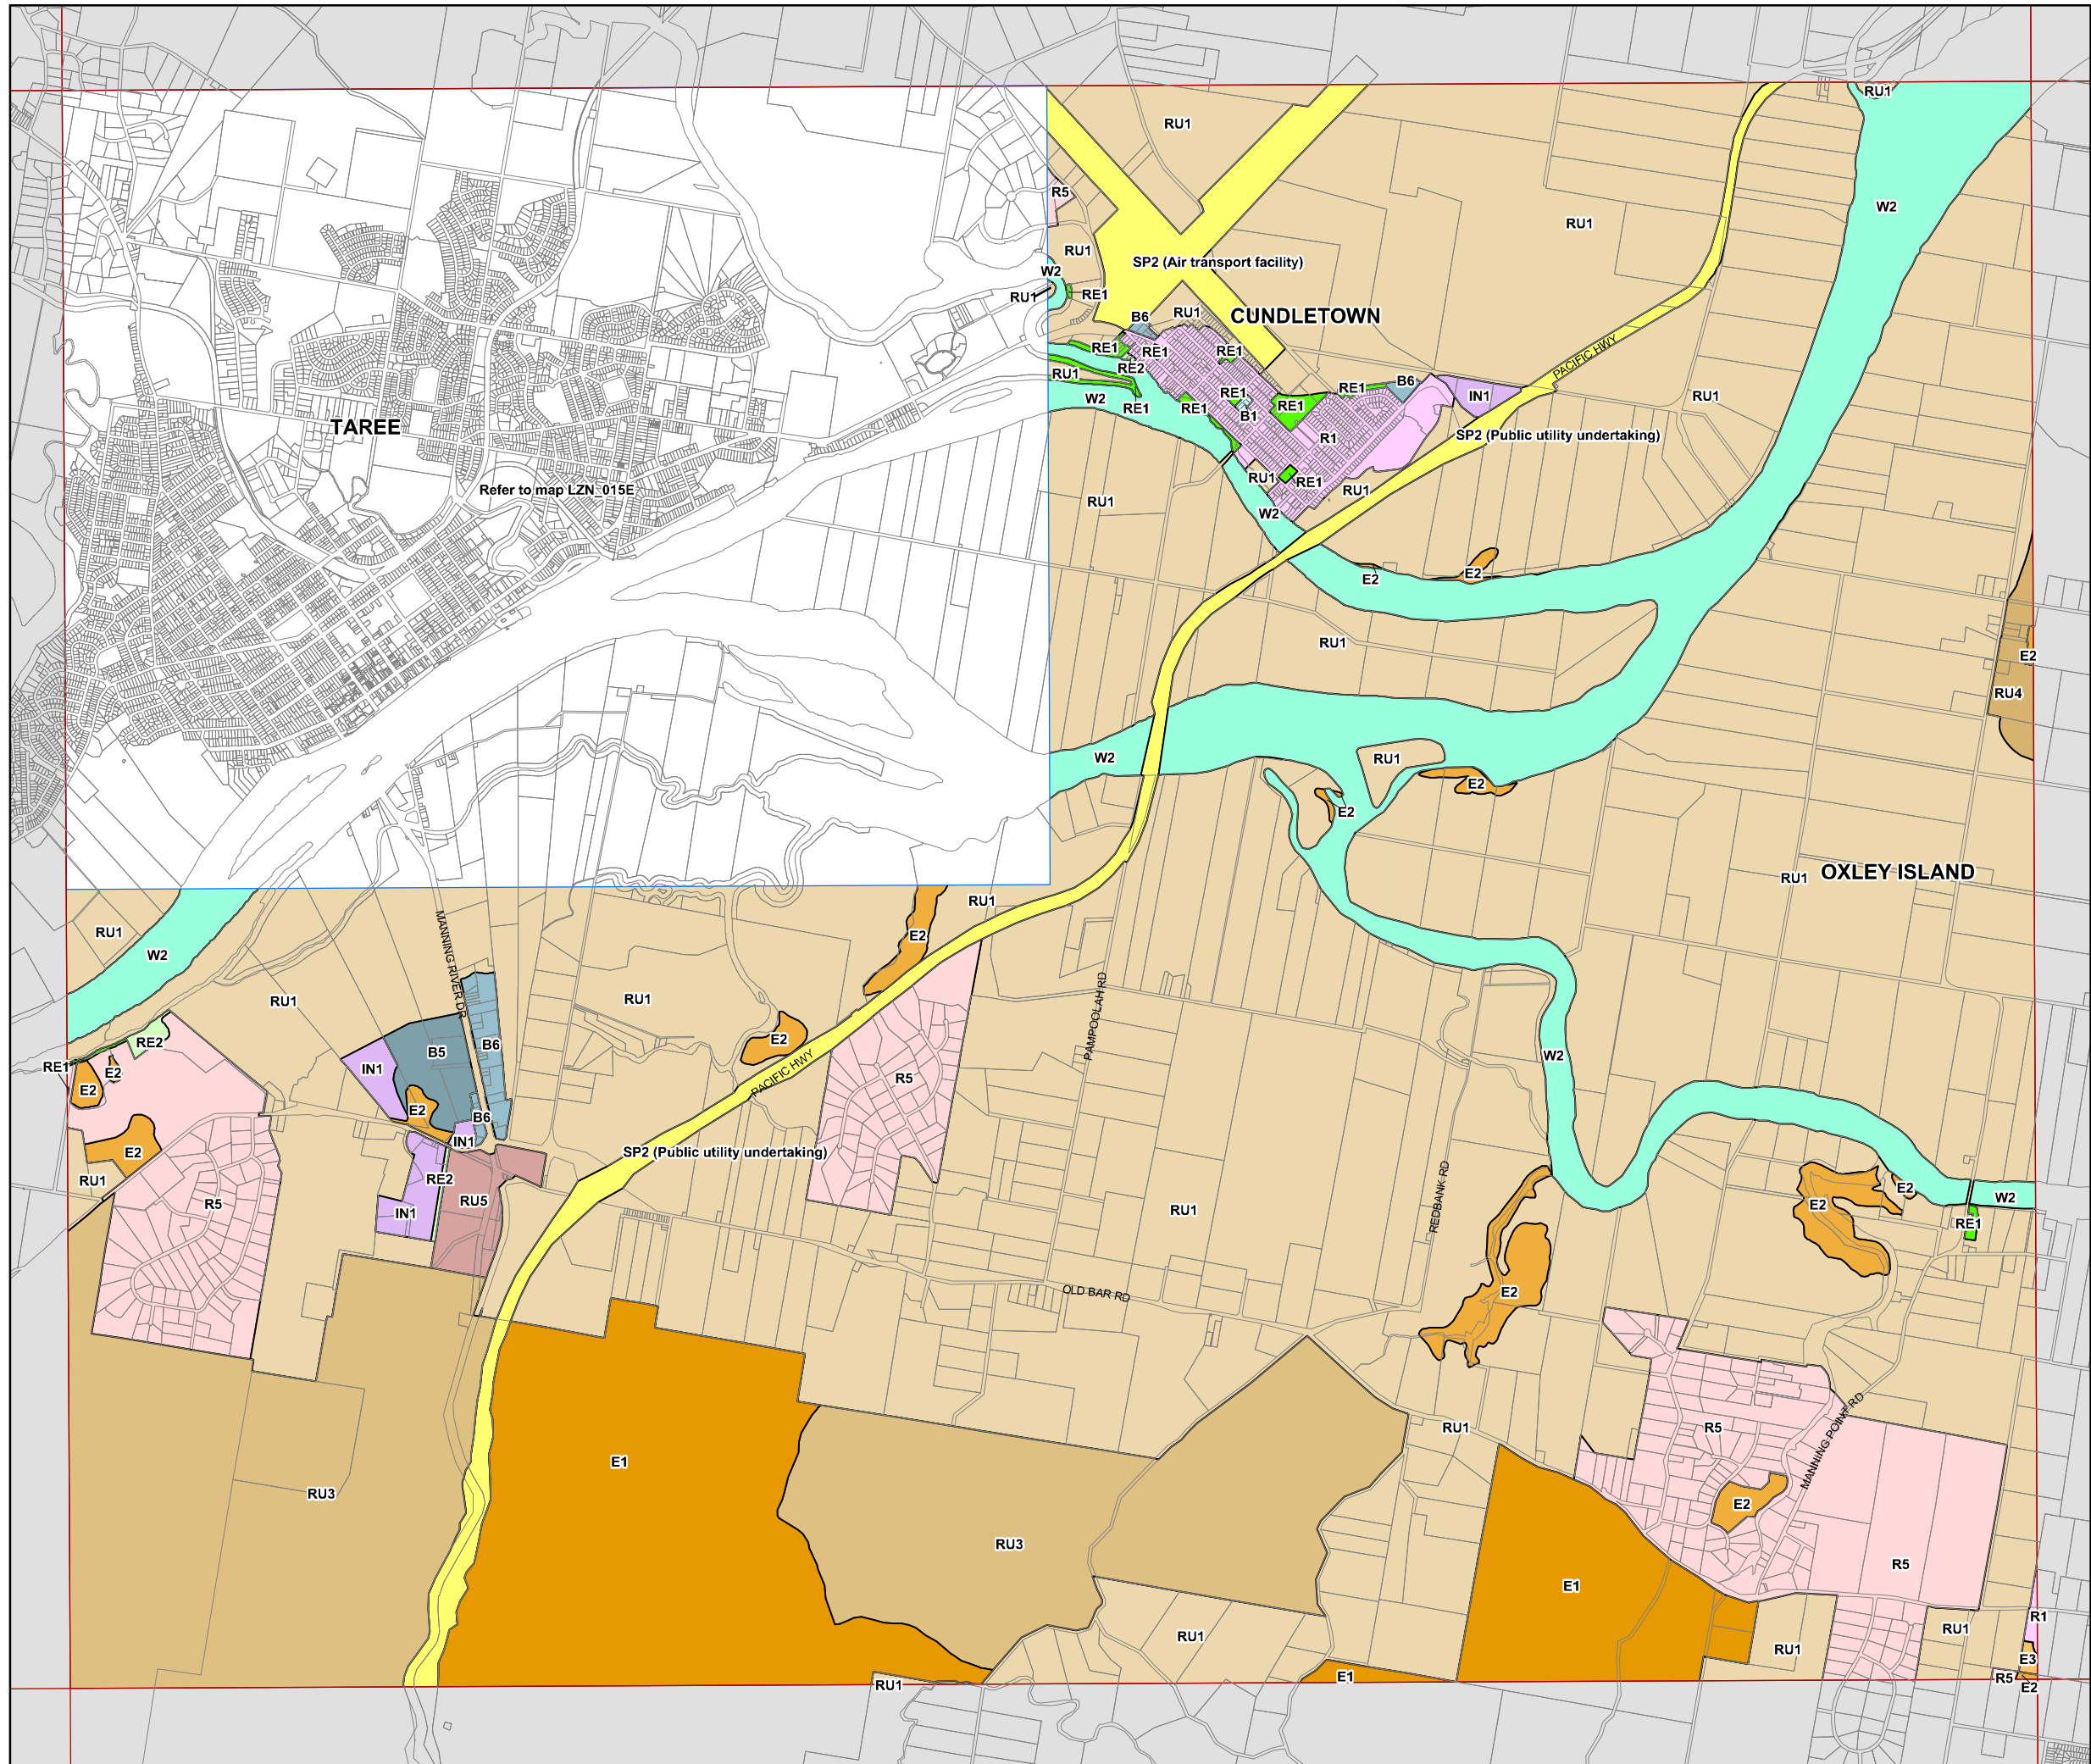 RU1
RU1
W2
R5
RU1
RU1
SP2 (Air transport facility)
W2
RE1
RU1
RU1
B6
CUNDLETOWN
PACIFIC HWY
RE1
RE1
RE1
RE2
RU1
RE1
B6
RE1
IN1
RU1
W2
RE1
RE1
RE1
B1
TAREE
R1
SP2 (Public utility undertaking)
RU1
RE1
Refer to map LZN_015E
RU1
RU1
W2
E2
E2
RU1
E2
RU4
W2
RU1
E2
E2
OXLEY ISLAND
RU1
RU1
MANNING RIVER DR
RU1
E2
W2
RU1
RU1
PAMPOOLAH RD
E2
RE2
B6
B5
W2
RE1
E2
IN1
PACIFIC HWY
R5
E2
E2
B6
IN1
E2
SP2 (Public utility undertaking)
RU1
RE2
R5
RU5
IN1
REDBANK RD
RU1
E2
E2
W2
RE1
OLD BAR RD
E2
MANNING POINT RD
RU1
R5
E1
RU3
E2
RU3
R5
E1
R1
RU1
RU1
RU1
E3
E1
R5
RU1
E2